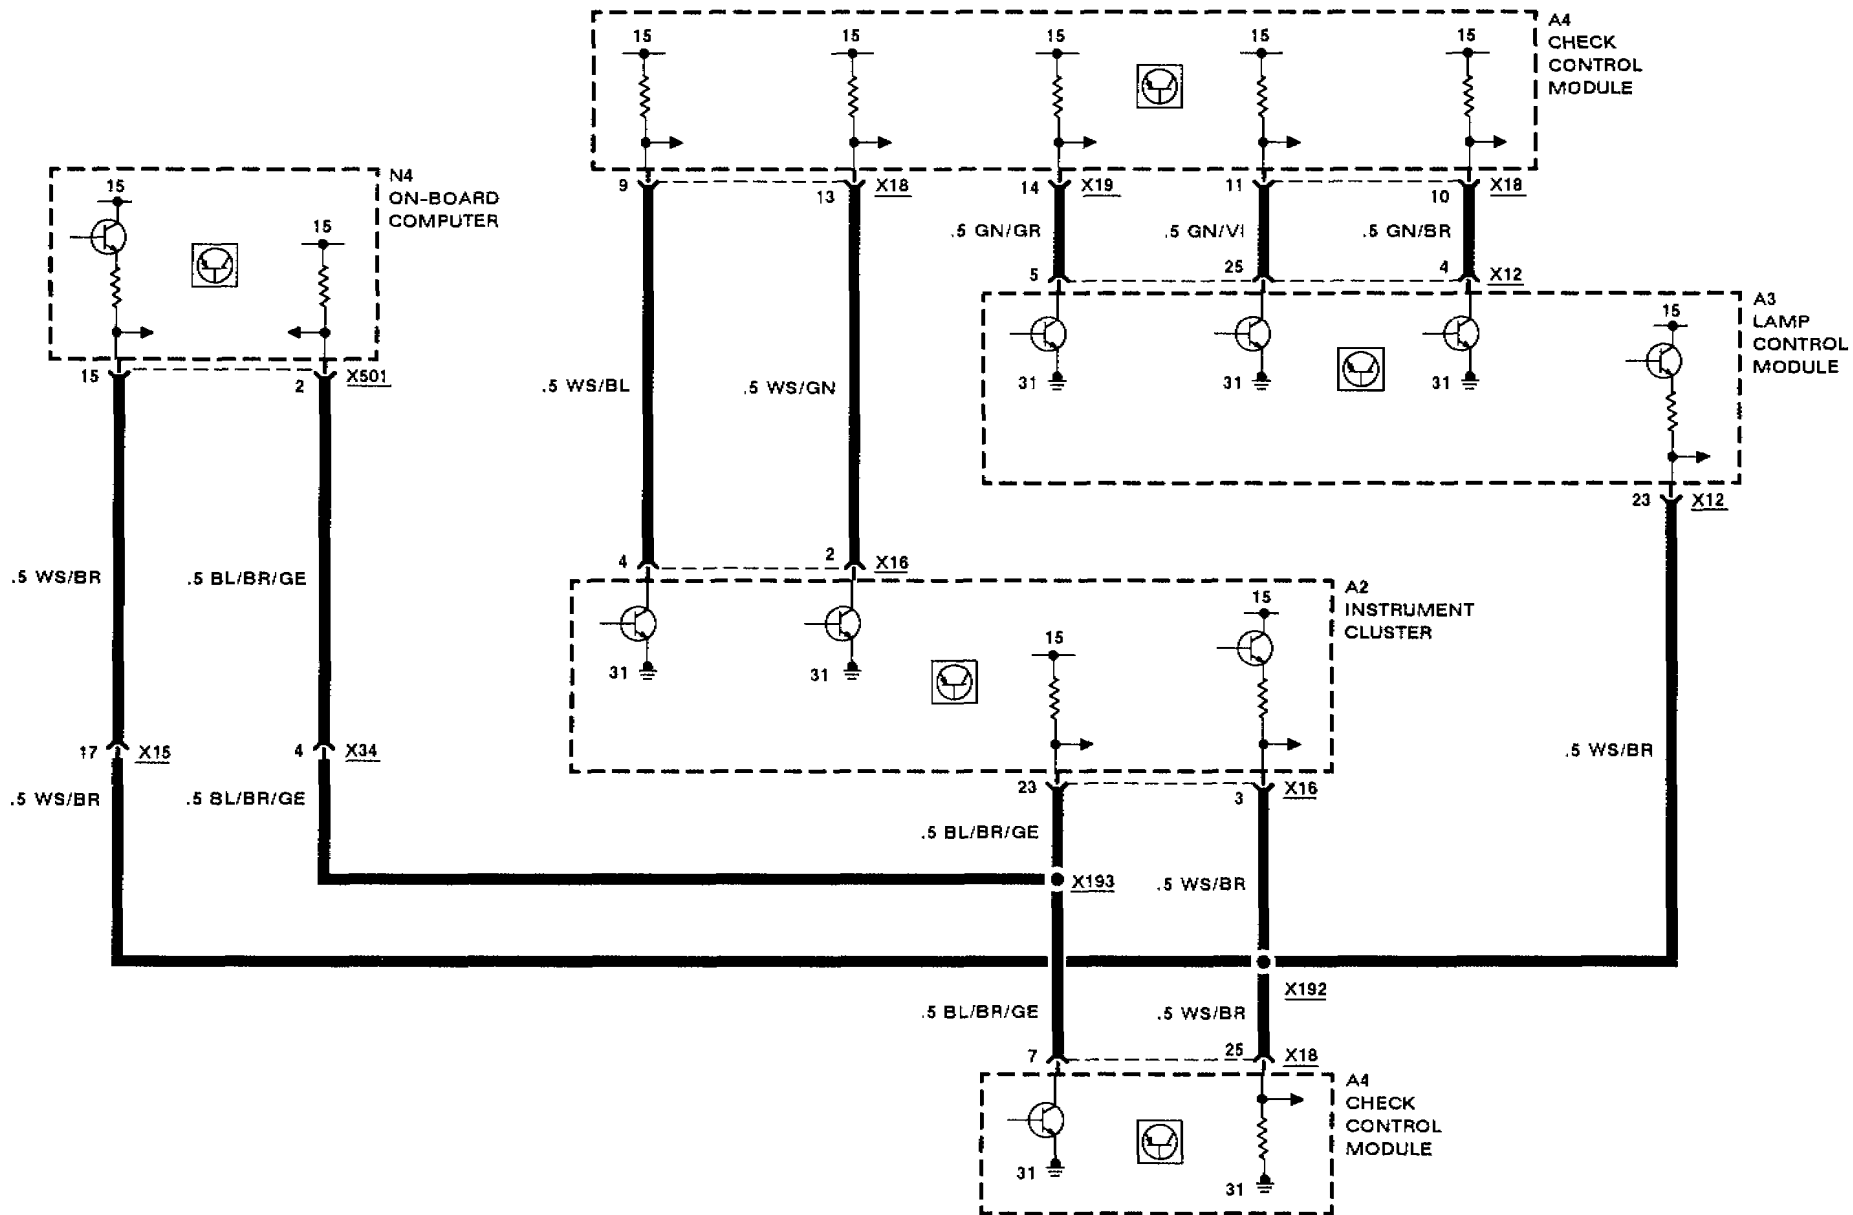 A4
CHECK
CONTROL
MODULE
15 15 15 15 15
9 13 X18 14 X19 11 10 X18
N4
ON-BOARD
COMPUTER
15
15
.5 GN/GR .5 GN/VI .5 GN/BR
5 25 4 X12
A3
LAMP
CONTROL
MODULE
15
31 31 31
15 2 X501
.5 WS/BL .5 WS/GN
23 X12
4 2 X16
.5 WS/BR .5 BL/BR/GE
A2
INSTRUMENT
CLUSTER
15
15
31 31
17 X15 4 X34
.5 WS/BR
.5 WS/BR .5 BL/BR/GE
23 3 X16
.5 BL/BR/GE
X193
.5 WS/BR
X192
.5 BL/BR/GE .5 WS/BR
7 25 X18
A4
CHECK
CONTROL
MODULE
31 31